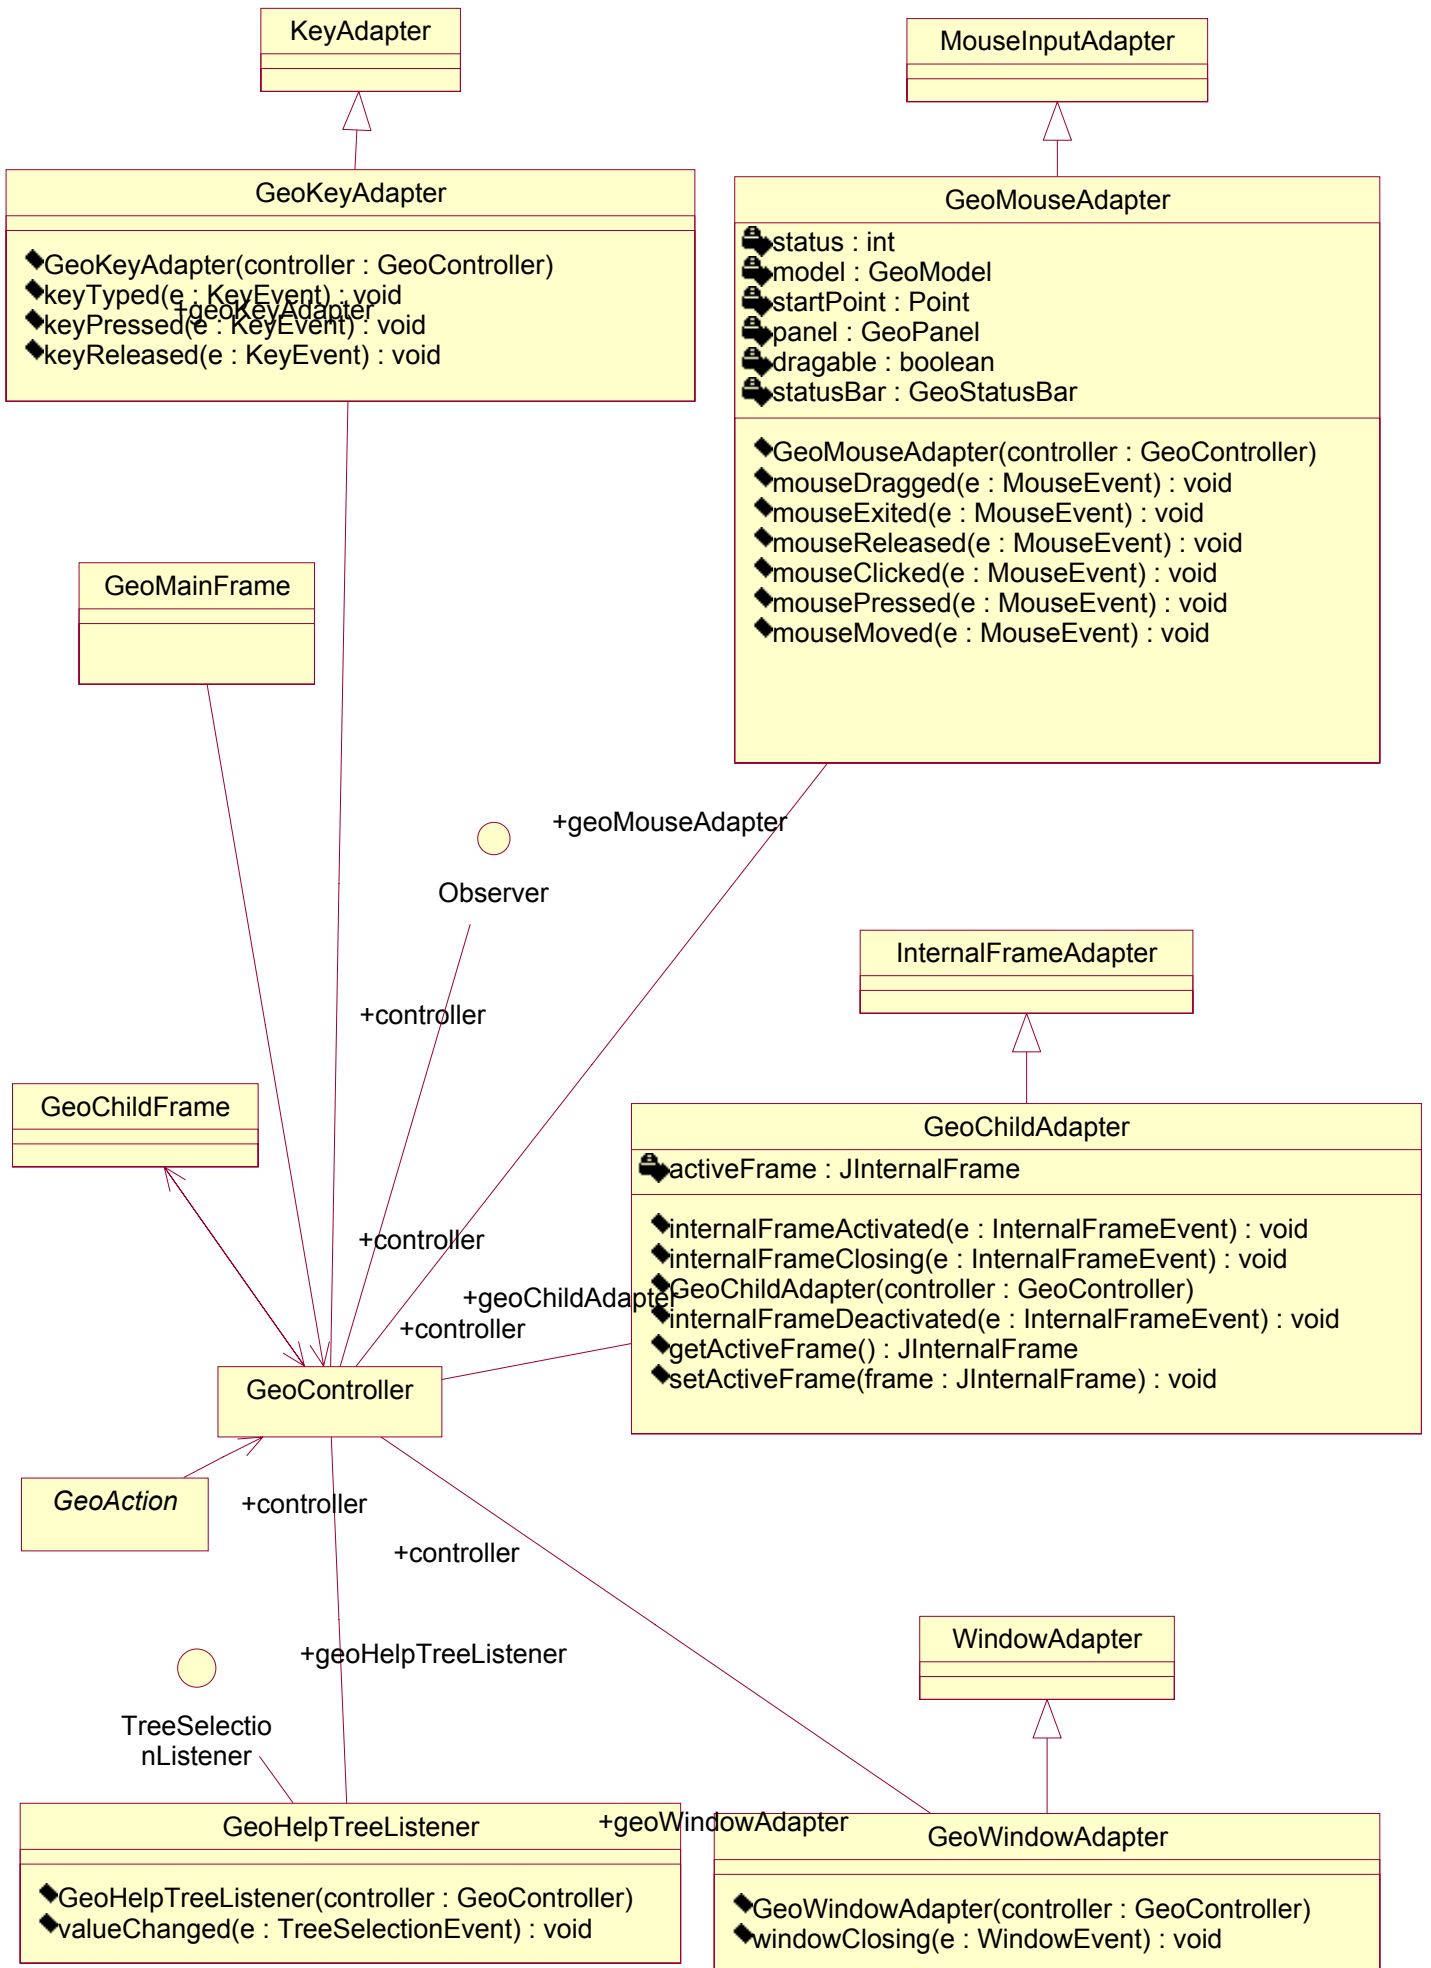 KeyAdapter
MouseInputAdapter
GeoKeyAdapter
GeoKeyAdapter(controller : GeoController)
keyTyped(e : KeyEvent) : void
+geoKeyAdapter
keyPressed(e : KeyEvent) : void
keyReleased(e : KeyEvent) : void
GeoMouseAdapter
status : int
model : GeoModel
startPoint : Point
panel : GeoPanel
dragable : boolean
statusBar : GeoStatusBar
GeoMouseAdapter(controller : GeoController)
mouseDragged(e : MouseEvent) : void
mouseExited(e : MouseEvent) : void
mouseReleased(e : MouseEvent) : void
mouseClicked(e : MouseEvent) : void
mousePressed(e : MouseEvent) : void
mouseMoved(e : MouseEvent) : void
GeoMainFrame
+geoMouseAdapter
Observer
InternalFrameAdapter
+controller
GeoChildFrame
GeoChildAdapter
activeFrame : JInternalFrame
internalFrameActivated(e : InternalFrameEvent) : void
internalFrameClosing(e : InternalFrameEvent) : void
GeoChildAdapter(controller : GeoController)
internalFrameDeactivated(e : InternalFrameEvent) : void
getActiveFrame() : JInternalFrame
setActiveFrame(frame : JInternalFrame) : void
+controller
+geoChildAdapter
+controller
GeoController
GeoAction
+controller
+controller
WindowAdapter
+geoHelpTreeListener
TreeSelectio
nListener
GeoHelpTreeListener
GeoHelpTreeListener(controller : GeoController)
valueChanged(e : TreeSelectionEvent) : void
+geoWindowAdapter
GeoWindowAdapter
GeoWindowAdapter(controller : GeoController)
windowClosing(e : WindowEvent) : void